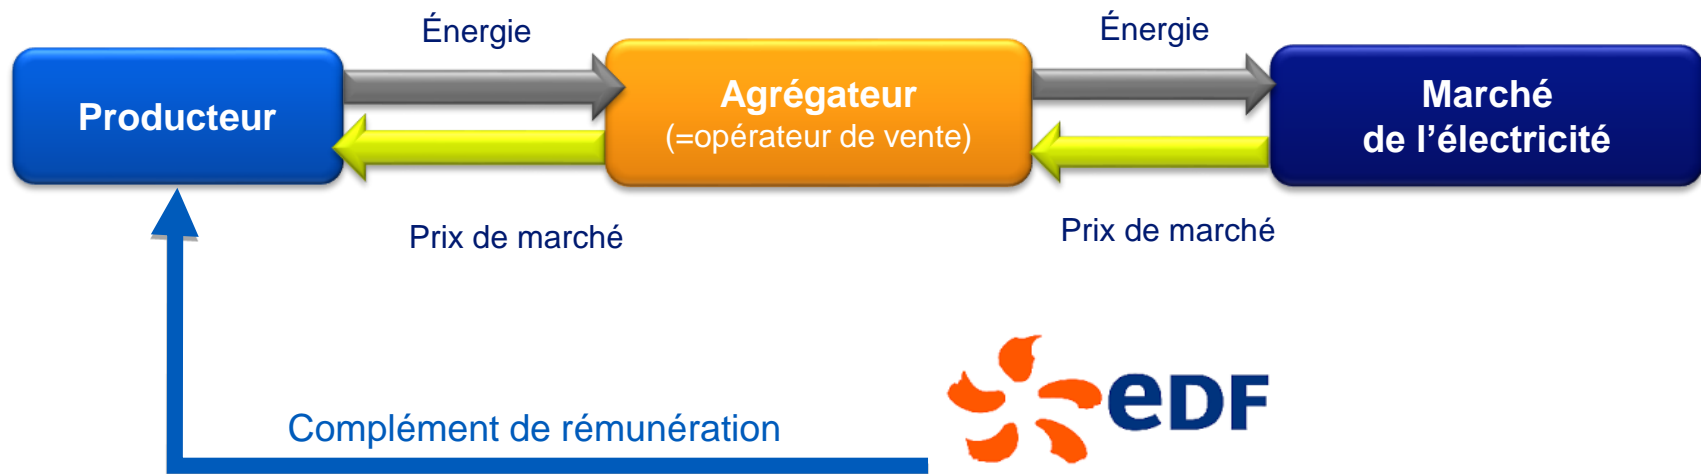 Énergie
Énergie
Producteur
Agrégateur
(=opérateur de vente)
Marché
de l’électricité
Prix de marché
Prix de marché
Complément de rémunération
eDF